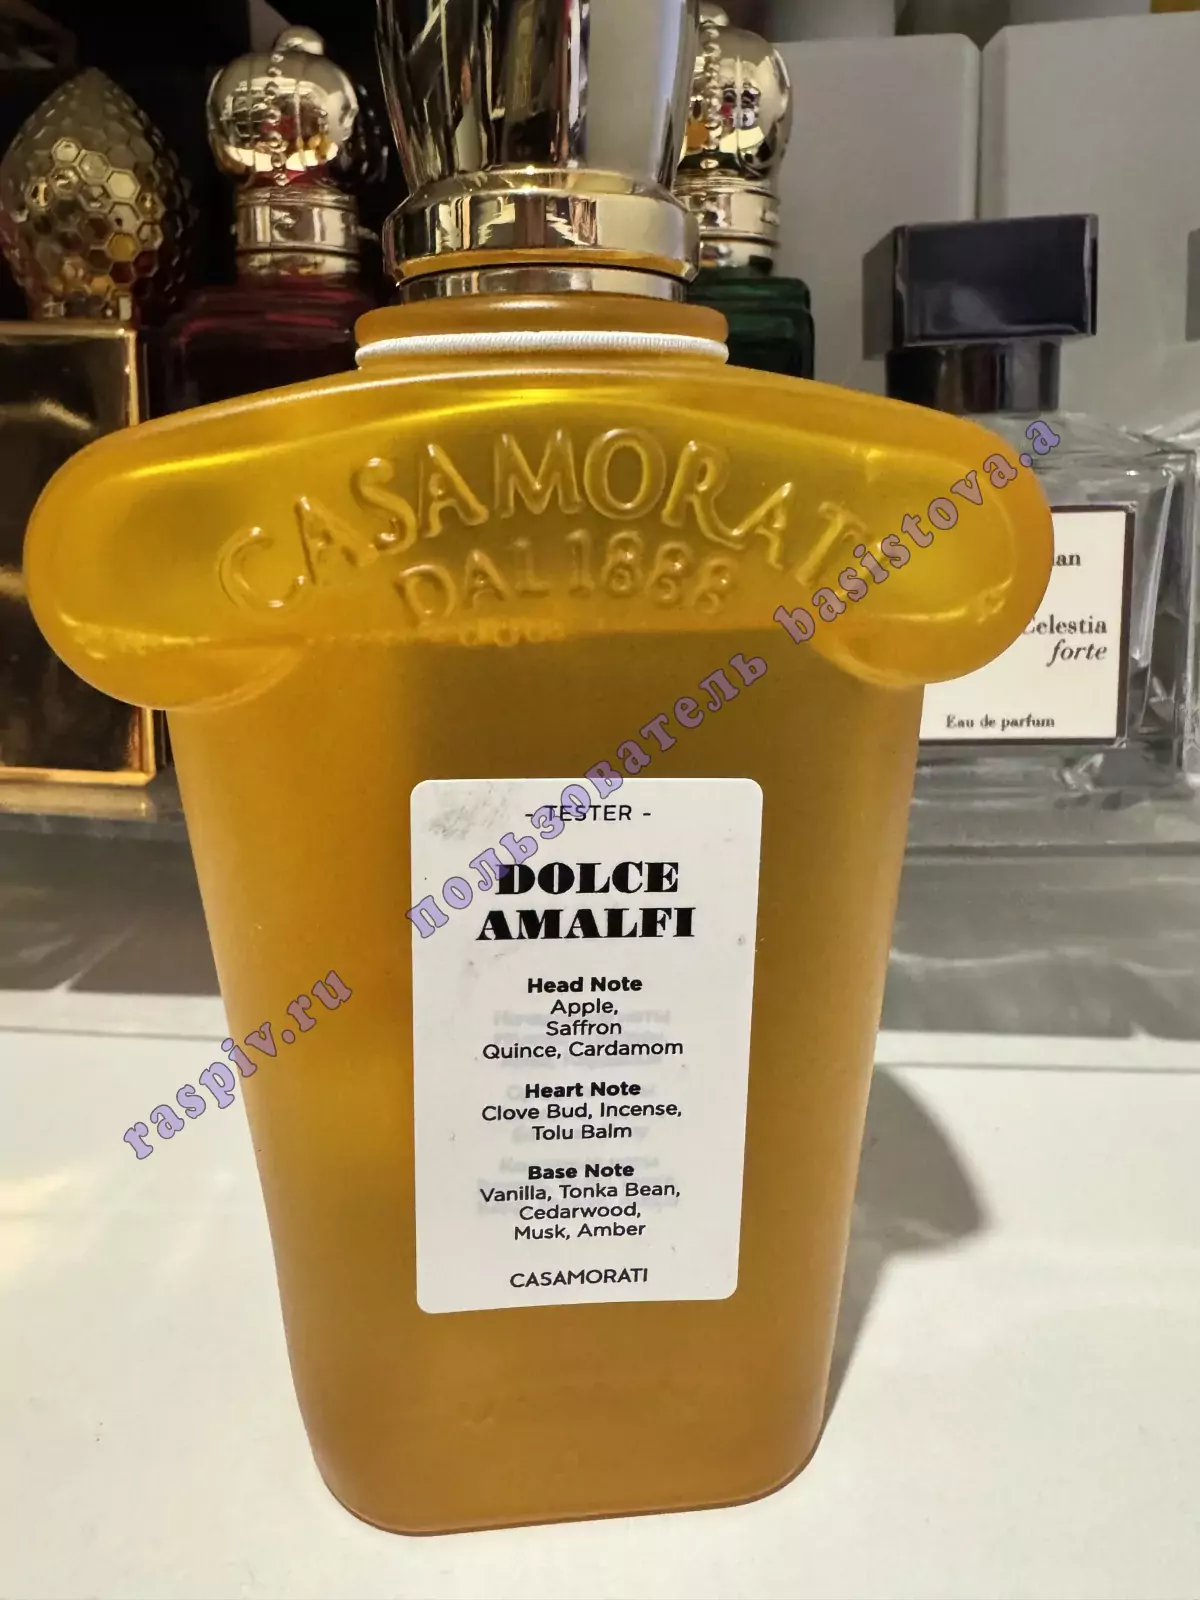 CASAMORATI
DAL 1888
- TESTER -
DOLCE
AMALFI
Head Note
Apple,
Saffron
Quince, Cardamom
Heart Note
Clove Bud, Incense,
Tolu Balm
Base Note
Vanilla, Tonka Bean,
Cedarwood,
Musk, Amber
CASAMORATI
Celestia
forte
Eau de parfum
raspiv.ru пользователь basistova.a